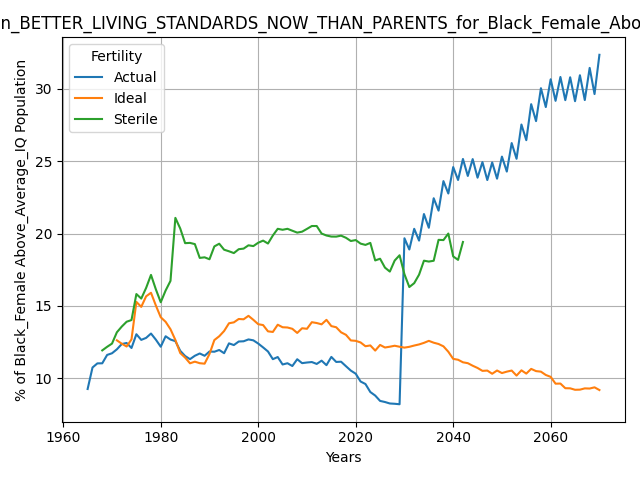 n_BETTER_LIVING_STANDARDS_NOW_THAN_PARENTS_for_Black_Female_Abo
Fertility
Actual
Ideal
Sterile
% of Black_Female Above_Average_IQ Population
30
25
20
15
10
1960 1980 2000 2020 2040 2060
Years